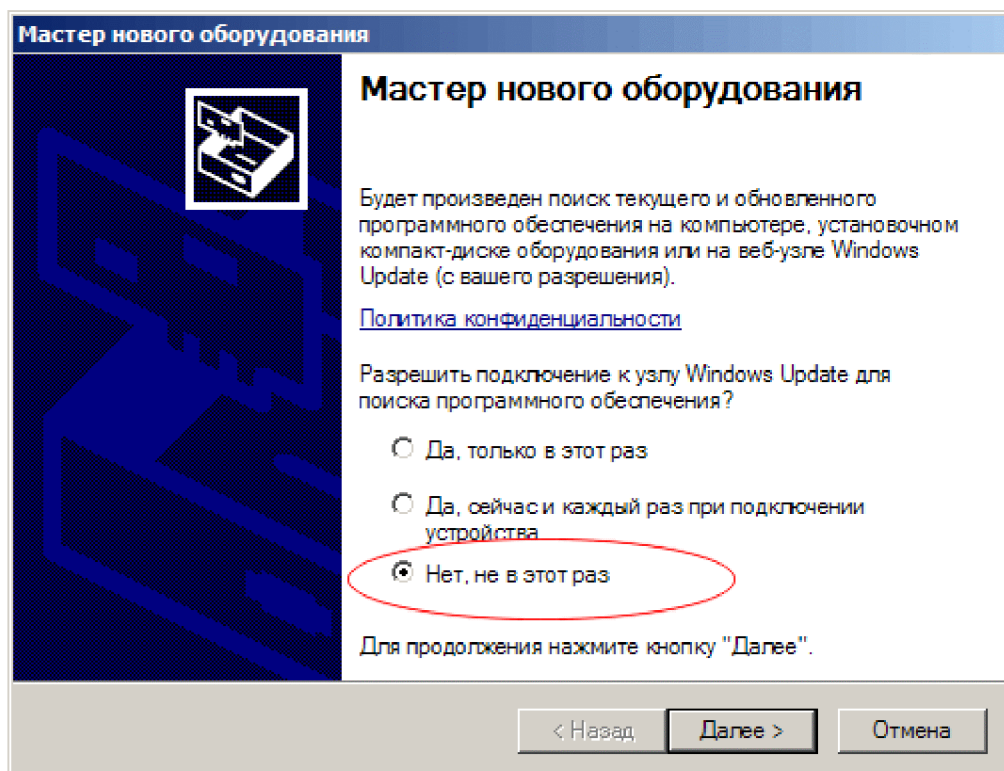 Мастер нового оборудования
Мастер нового оборудования
Будет произведен поиск текущего и обновленного
программного обеспечения на компьютере, установочном
компакт-диске оборудования или на веб-узле Windows
Update (с вашего разрешения).
Политика конфиденциальности
Разрешить подключение к узлу Windows Update для
поиска программного обеспечения?
Да, только в этот раз
Да, сейчас и каждый раз при подключении
устройства
Нет, не в этот раз
Для продолжения нажмите кнопку "Далее".
< Назад Далее > Отмена